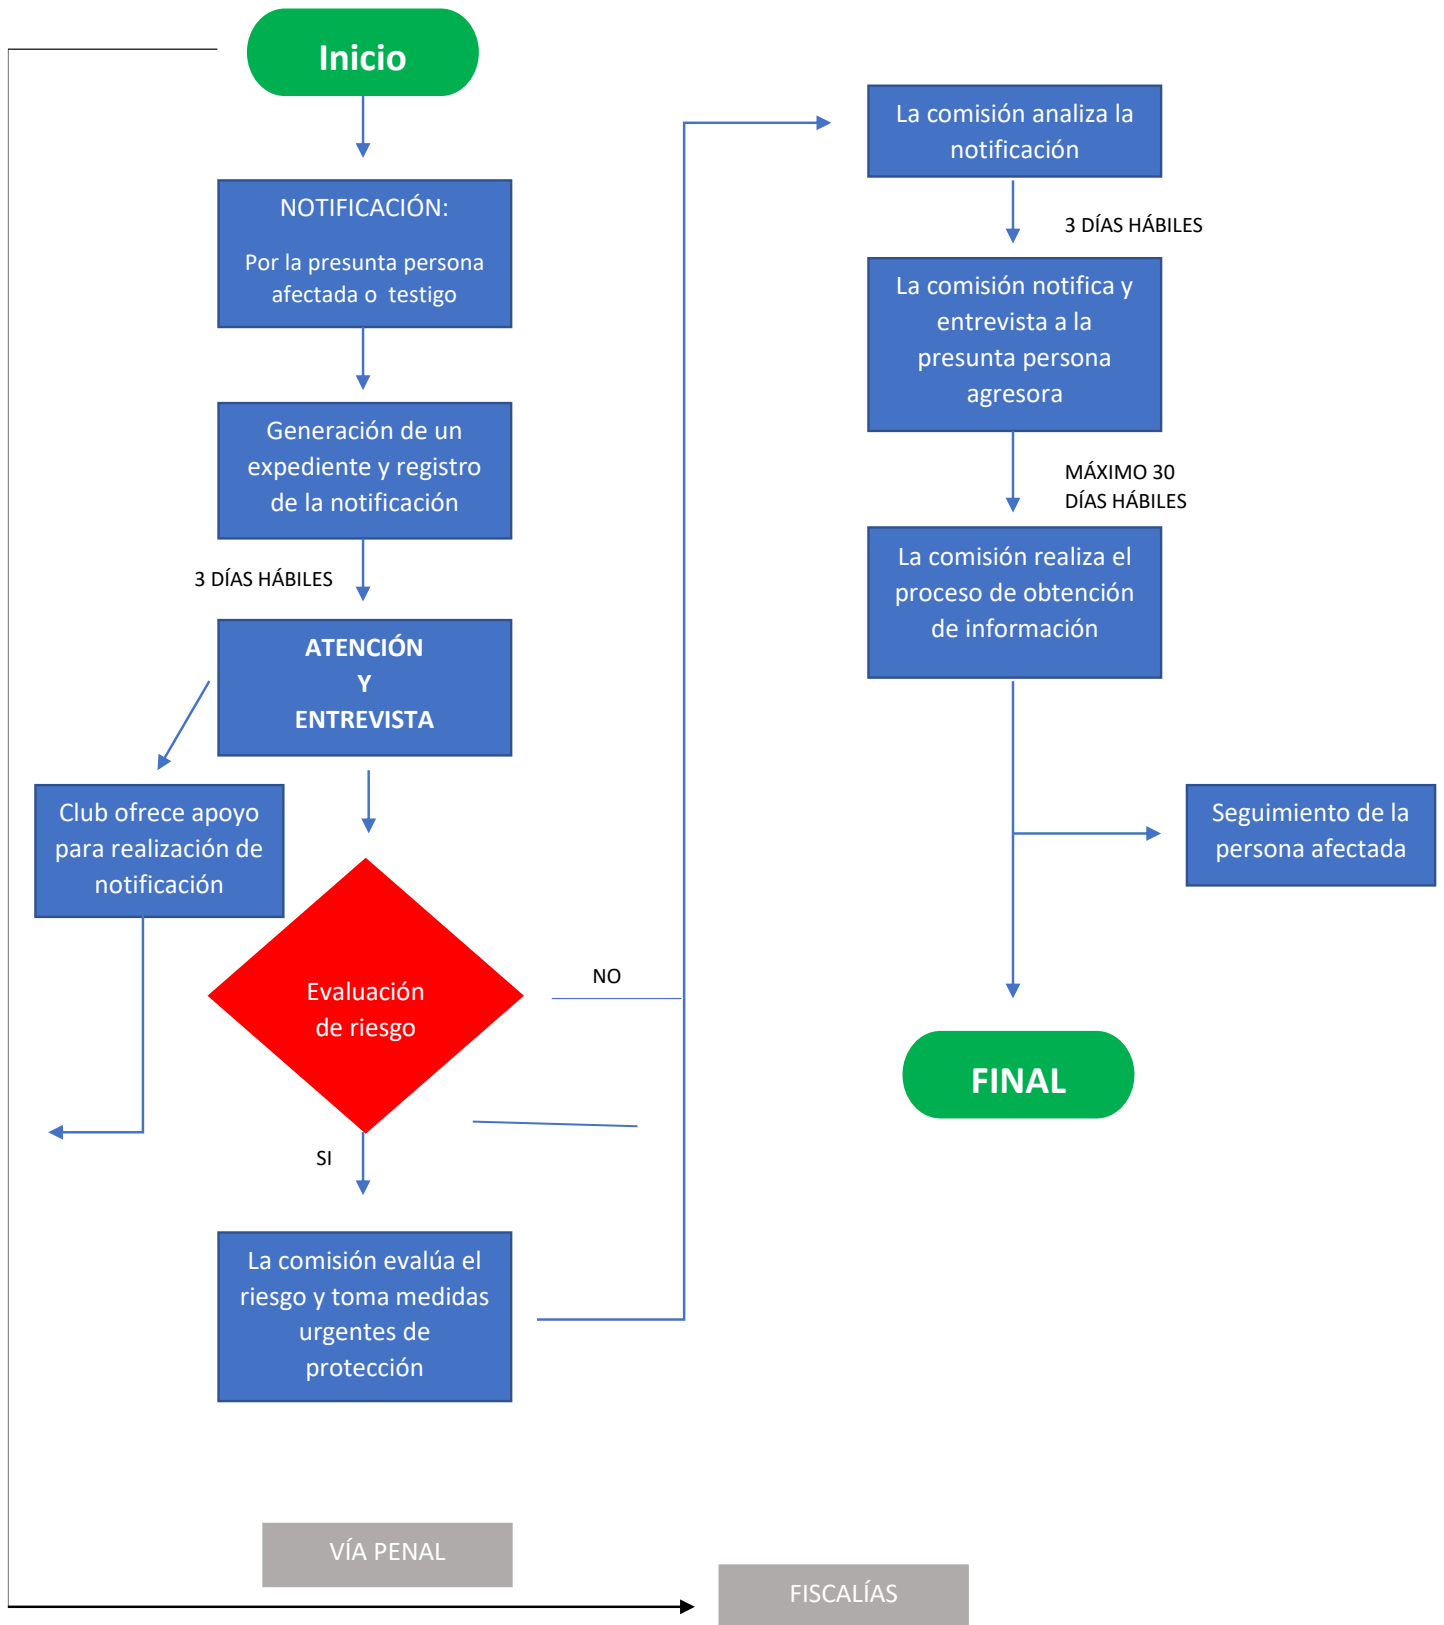 Inicio
NOTIFICACIÓN:
Por la presunta persona
afectada o testigo
Generación de un
expediente y registro
de la notificación
3 DÍAS HÁBILES
ATENCIÓN
Y
ENTREVISTA
Club ofrece apoyo
para realización de
notificación
Evaluación
de riesgo
NO
SI
La comisión evalúa el
riesgo y toma medidas
urgentes de
protección
La comisión analiza la
notificación
3 DÍAS HÁBILES
La comisión notifica y
entrevista a la
presunta persona
agresora
MÁXIMO 30
DÍAS HÁBILES
La comisión realiza el
proceso de obtención
de información
Seguimiento de la
persona afectada
FINAL
VÍA PENAL
FISCALÍAS